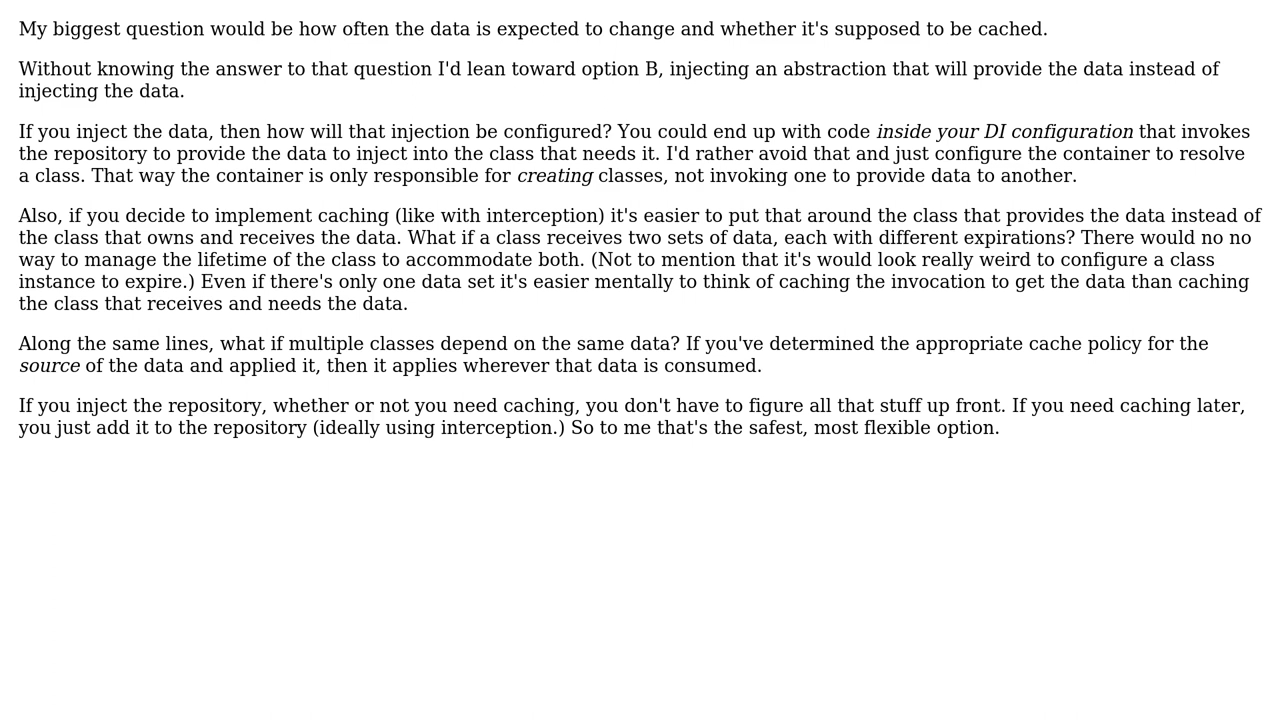 My biggest question would be how often the data is expected to change and whether it's supposed to be cached.
Without knowing the answer to that question I'd lean toward option B, injecting an abstraction that will provide the data instead of
injecting the data.
If you inject the data, then how will that injection be configured? You could end up with code inside your DI configuration that invokes
the repository to provide the data to inject into the class that needs it. I'd rather avoid that and just configure the container to resolve
a class. That way the container is only responsible for creating classes, not invoking one to provide data to another.
Also, if you decide to implement caching (like with interception) it's easier to put that around the class that provides the data instead of
the class that owns and receives the data. What if a class receives two sets of data, each with different expirations? There would no no
way to manage the lifetime of the class to accommodate both. (Not to mention that it's would look really weird to configure a class
instance to expire.) Even if there's only one data set it's easier mentally to think of caching the invocation to get the data than caching
the class that receives and needs the data.
Along the same lines, what if multiple classes depend on the same data? If you've determined the appropriate cache policy for the
source of the data and applied it, then it applies wherever that data is consumed.
If you inject the repository, whether or not you need caching, you don't have to figure all that stuff up front. If you need caching later,
you just add it to the repository (ideally using interception.) So to me that's the safest, most flexible option.